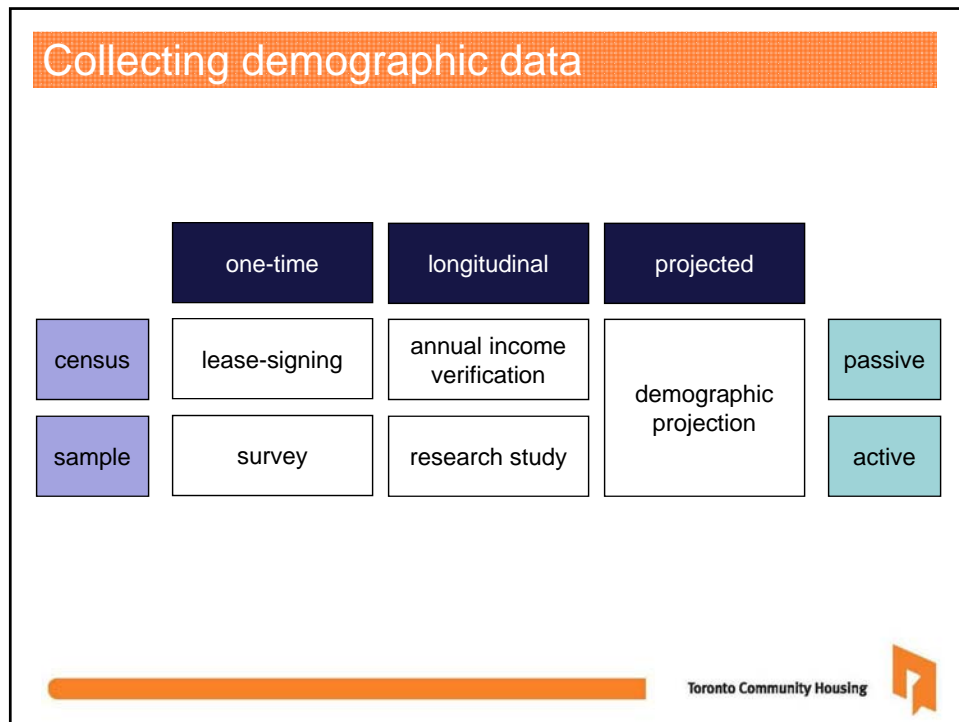 Collecting demographic data
one-time
longitudinal
projected
census
lease-signing
annual income
verification
demographic
projection
passive
sample
survey
research study
active
Toronto Community Housing